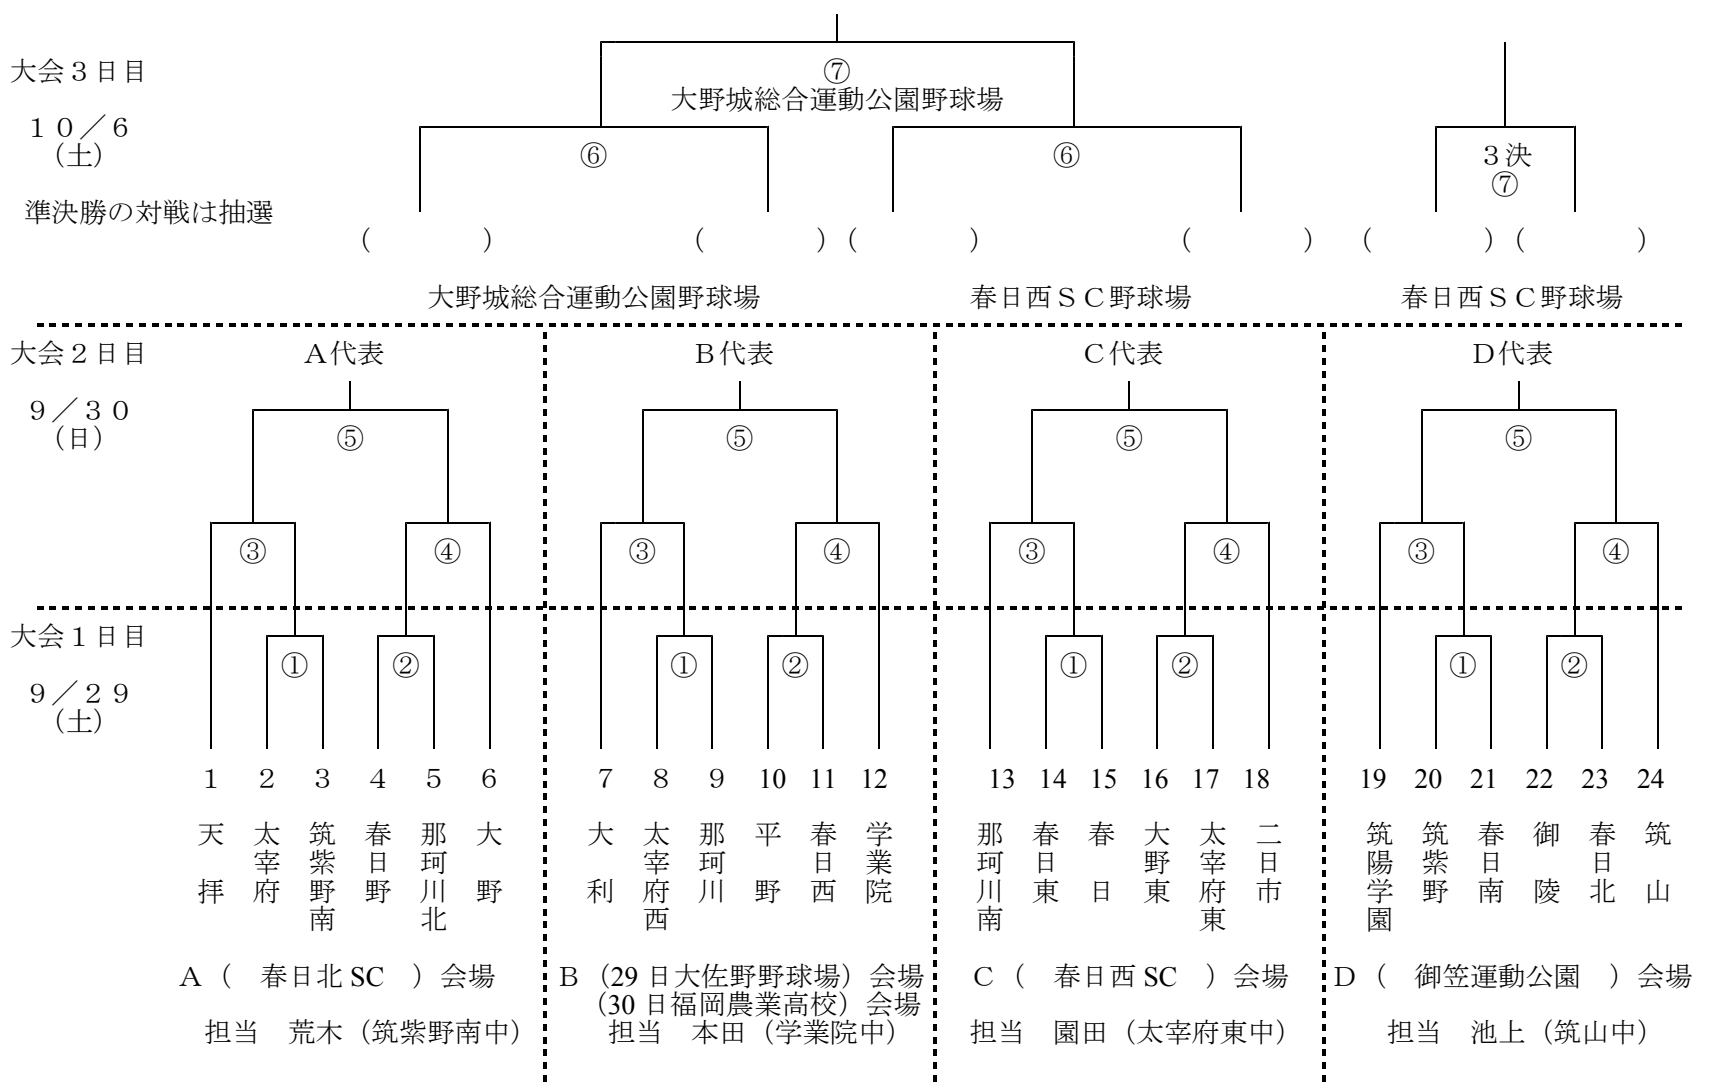 大会３日目
⑦
大野城総合運動公園野球場
１０／６
（土）
⑥
⑥
３決
⑦
準決勝の対戦は抽選
（　　　　）
（　　　　）
（　　　　）
（　　　　）
（　　　　）
（　　　　）
大野城総合運動公園野球場
春日西ＳＣ野球場
春日西ＳＣ野球場
大会２日目
Ａ代表
Ｂ代表
Ｃ代表
Ｄ代表
９／３０
（日）
⑤
⑤
⑤
⑤
③
④
③
④
③
④
③
④
大会１日目
①
②
①
②
①
②
①
②
９／２９
（土）
1 2 3 4 5 6
7 8 9 10 11 12
13 14 15 16 17 18
19 20 21 22 23 24
天拝
太宰府
筑紫野南
春日野
那珂川北
大野
大利
太宰府西
那珂川
平野
春日西
学業院
那珂川南
春日東
春日
大野東
太宰府東
二日市
筑陽学園
筑紫野
春日南
御陵
春日北
筑山
Ａ（　春日北 SC　）会場
Ｂ（29 日大佐野野球場）会場
（30 日福岡農業高校）会場
Ｃ（　春日西 SC　）会場
Ｄ（　御笠運動公園　）会場
担当　荒木（筑紫野南中）
担当　本田（学業院中）
担当　園田（太宰府東中）
担当　池上（筑山中）